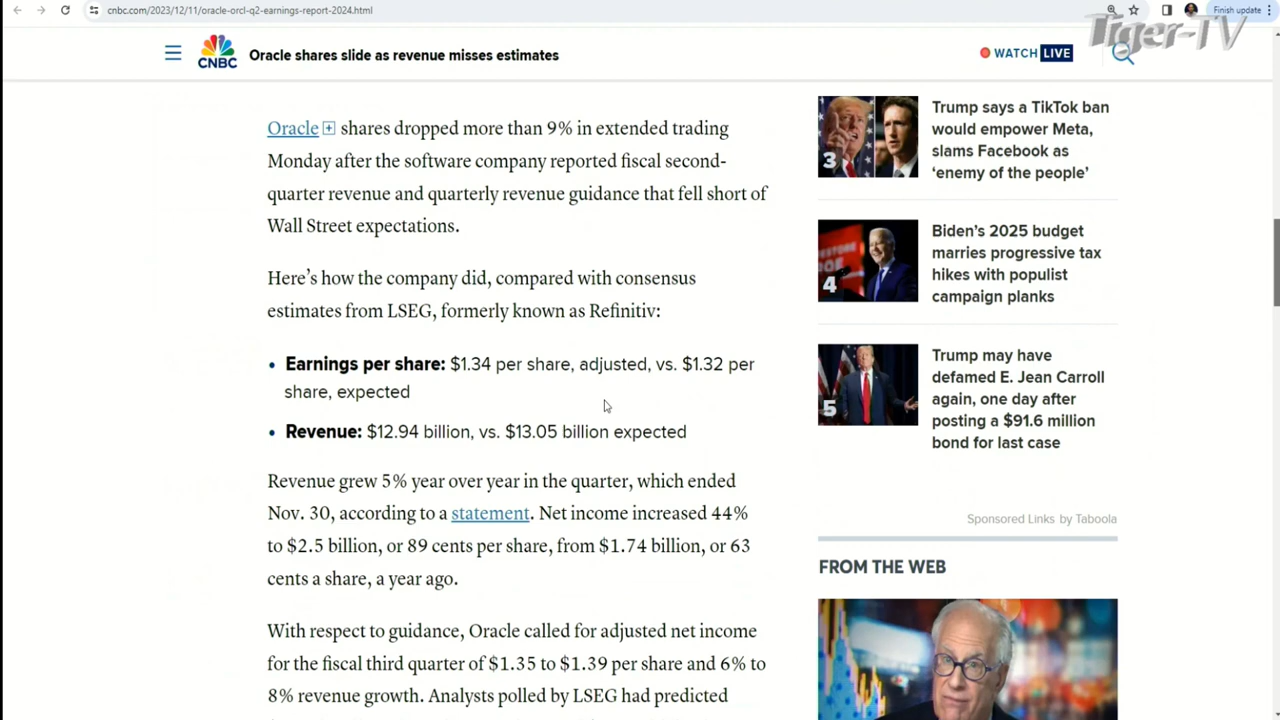 cnbc.com/2023/12/11/oracle-orcl-q2-earnings-report-2024.html
Finish update
Tiger-TV
CNBC
Oracle shares slide as revenue misses estimates
WATCH LIVE
Oracle shares dropped more than 9% in extended trading
Monday after the software company reported fiscal second-
quarter revenue and quarterly revenue guidance that fell short of
Wall Street expectations.
Here’s how the company did, compared with consensus
estimates from LSEG, formerly known as Refinitiv:
• Earnings per share: $1.34 per share, adjusted, vs. $1.32 per
share, expected
• Revenue: $12.94 billion, vs. $13.05 billion expected
Revenue grew 5% year over year in the quarter, which ended
Nov. 30, according to a statement. Net income increased 44%
to $2.5 billion, or 89 cents per share, from $1.74 billion, or 63
cents a share, a year ago.
With respect to guidance, Oracle called for adjusted net income
for the fiscal third quarter of $1.35 to $1.39 per share and 6% to
8% revenue growth. Analysts polled by LSEG had predicted
3
Trump says a TikTok ban
would empower Meta,
slams Facebook as
‘enemy of the people’
4
Biden’s 2025 budget
marries progressive tax
hikes with populist
campaign planks
5
Trump may have
defamed E. Jean Carroll
again, one day after
posting a $91.6 million
bond for last case
Sponsored Links by Taboola
FROM THE WEB